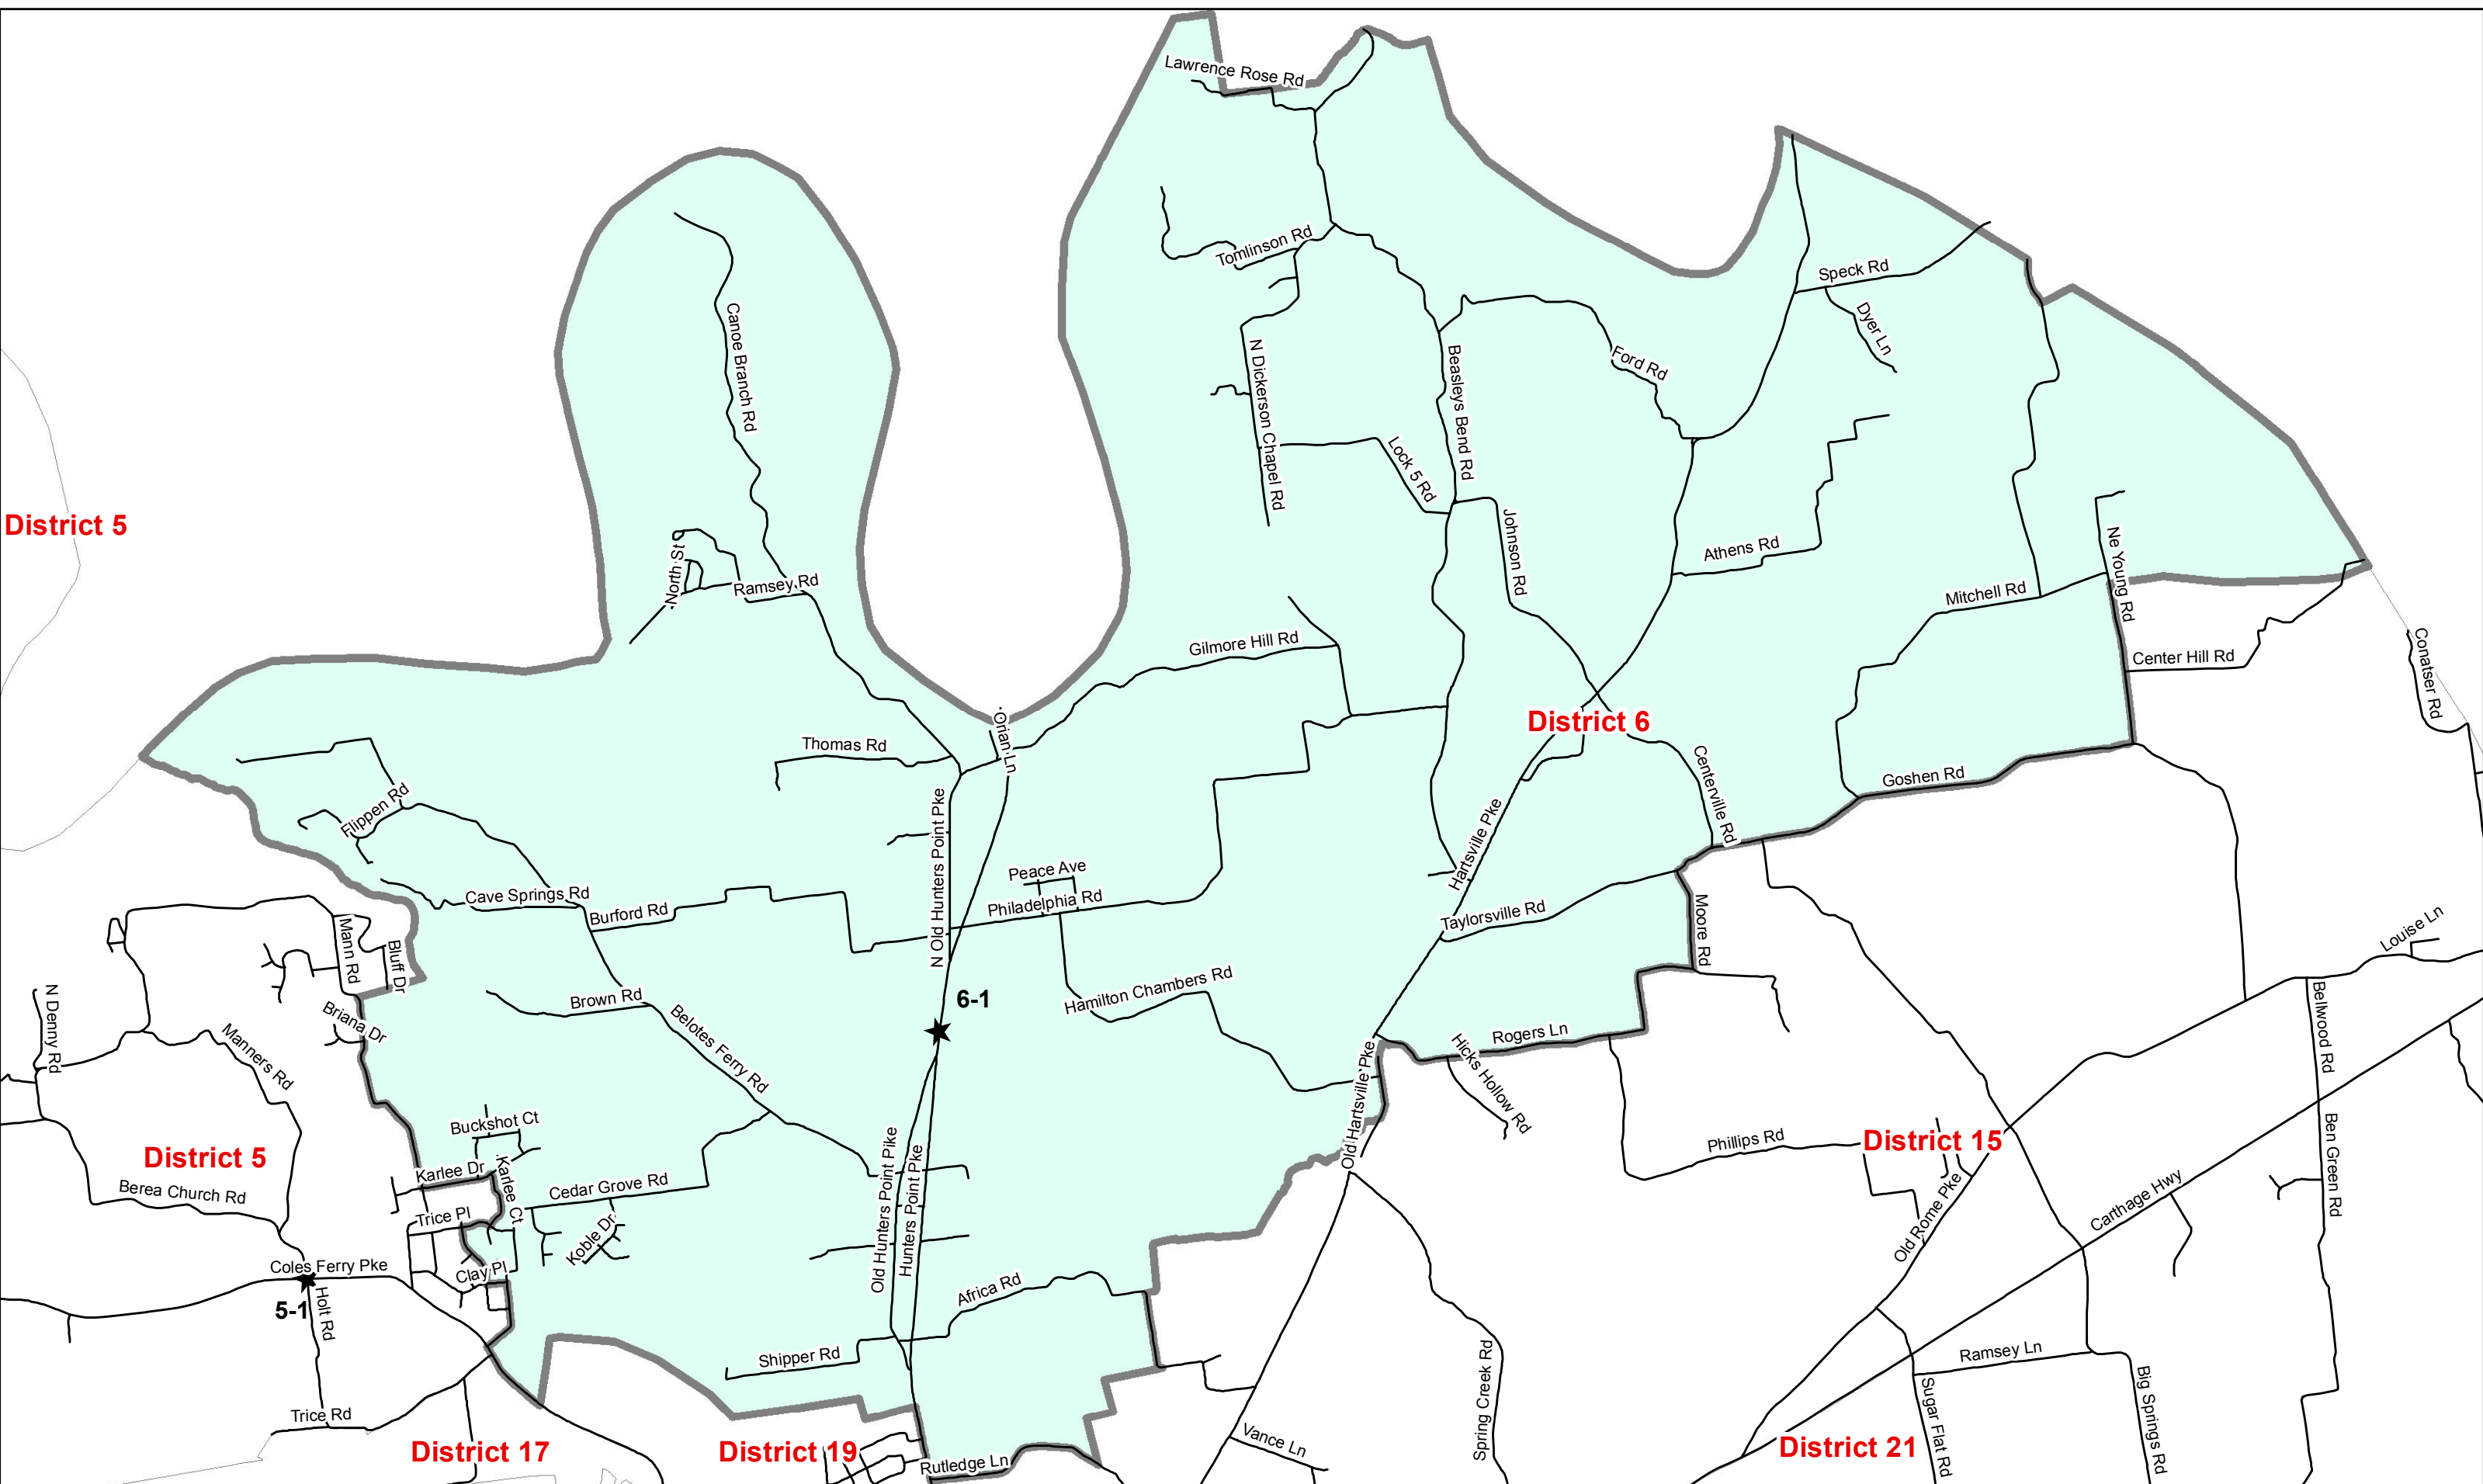 Lawrence Rose Rd
Tomlinson Rd
Speck Rd
Dyer Ln
Canoe Branch Rd
N Dickerson Chapel Rd
Beasleys Bend Rd
Ford Rd
Lock 5 Rd
District 5
Johnson Rd
Athens Rd
North St
Ramsey Rd
Mitchell Rd
Ne Young Rd
Gilmore Hill Rd
Center Hill Rd
Conatser Rd
Orian Ln
District 6
Thomas Rd
Centerville Rd
Goshen Rd
Flippen Rd
N Old Hunters Point Pke
Hartsville Pke
Peace Ave
Cave Springs Rd
Burford Rd
Philadelphia Rd
Taylorsville Rd
Moore Rd
Louise Ln
Mann Rd
Bluff Dr
N Denny Rd
Brown Rd
6-1
Hamilton Chambers Rd
Bellwood Rd
Briana Dr
Manners Rd
Belotes Ferry Rd
Rogers Ln
Hicks Hollow Rd
Old Hartsville Pke
Buckshot Ct
Phillips Rd
District 15
Ben Green Rd
District 5
Karlee Dr
Karlee Ct
Berea Church Rd
Cedar Grove Rd
Old Hunters Point Pike
Hunters Point Pke
Trice Pl
Koble Dr
Old Rome Pke
Carthage Hwy
Coles Ferry Pke
Clay Pl
5-1
Holt Rd
Africa Rd
Shipper Rd
Spring Creek Rd
Ramsey Ln
Sugar Flat Rd
Big Springs Rd
Trice Rd
District 17
District 19
Rutledge Ln
Vance Ln
District 21